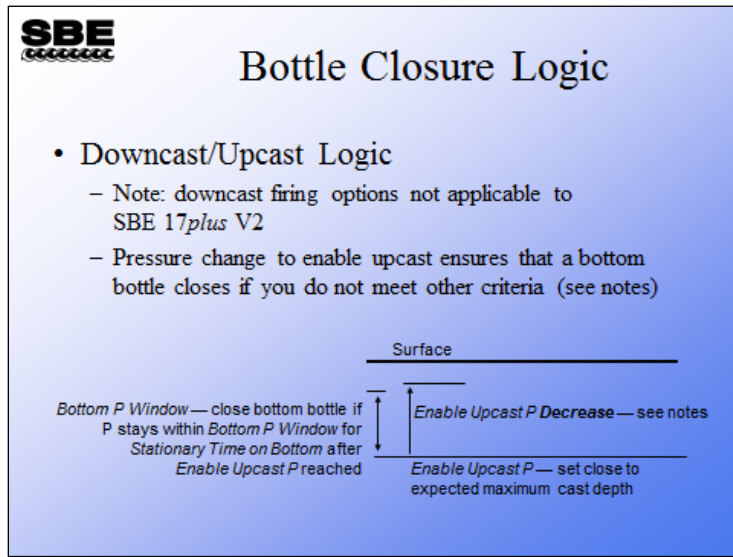 SBE
Bottle Closure Logic
• Downcast/Upcast Logic
– Note: downcast firing options not applicable to
SBE 17plus V2
– Pressure change to enable upcast ensures that a bottom
bottle closes if you do not meet other criteria (see notes)
Surface
Bottom P Window — close bottom bottle if
P stays within Bottom P Window for
Stationary Time on Bottom after
Enable Upcast P reached
Enable Upcast P Decrease — see notes
Enable Upcast P — set close to
expected maximum cast depth